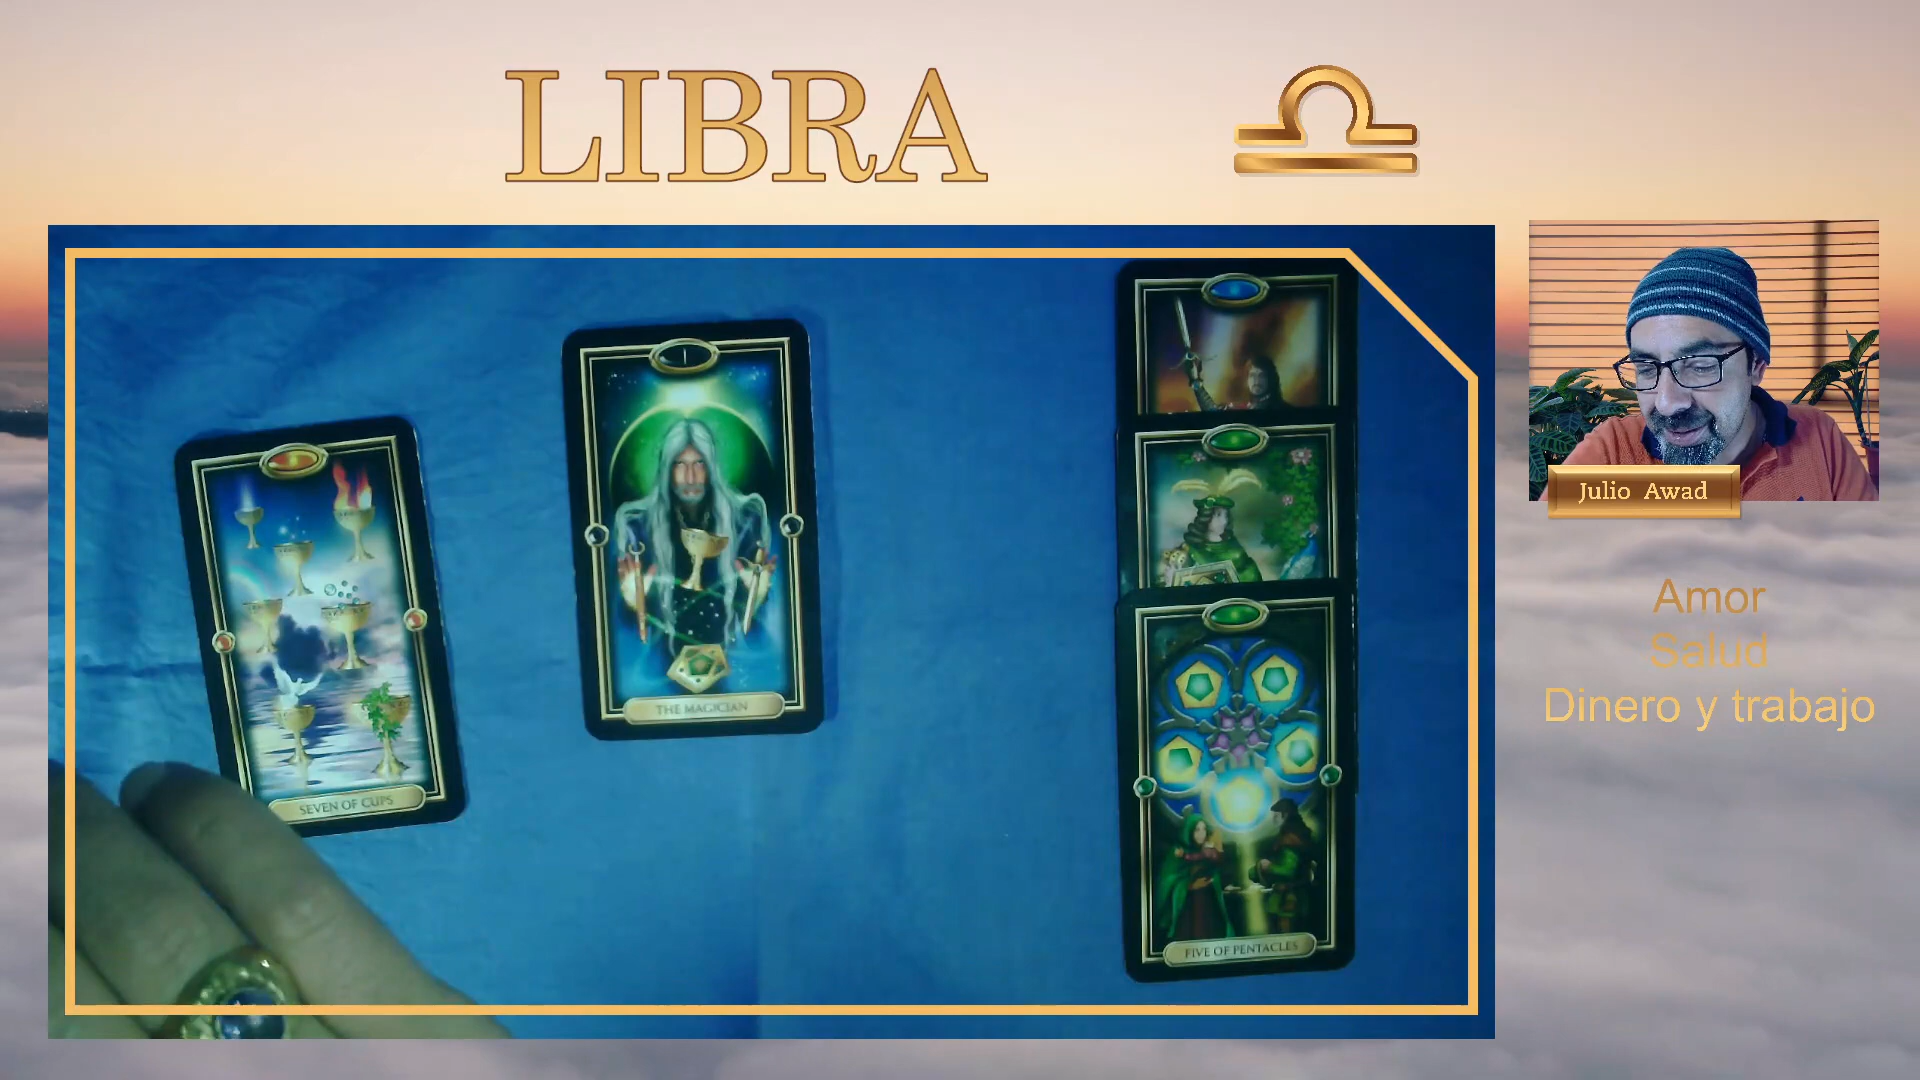 LIBRA
Julio Awad
Amor
Salud
Dinero y trabajo
I
THE MAGICIAN
SEVEN OF CUPS
FIVE OF PENTACLES